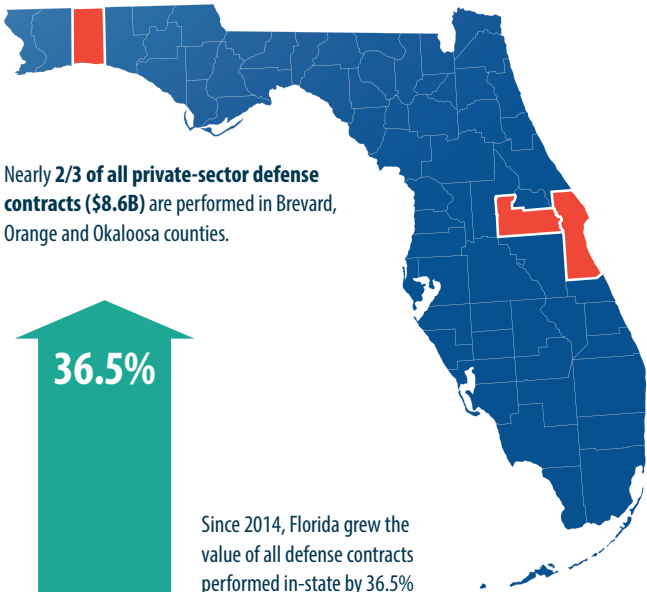 Nearly 2/3 of all private-sector defense
contracts ($8.6B) are performed in Brevard,
Orange and Okaloosa counties.
36.5%
Since 2014, Florida grew the
value of all defense contracts
performed in-state by 36.5%